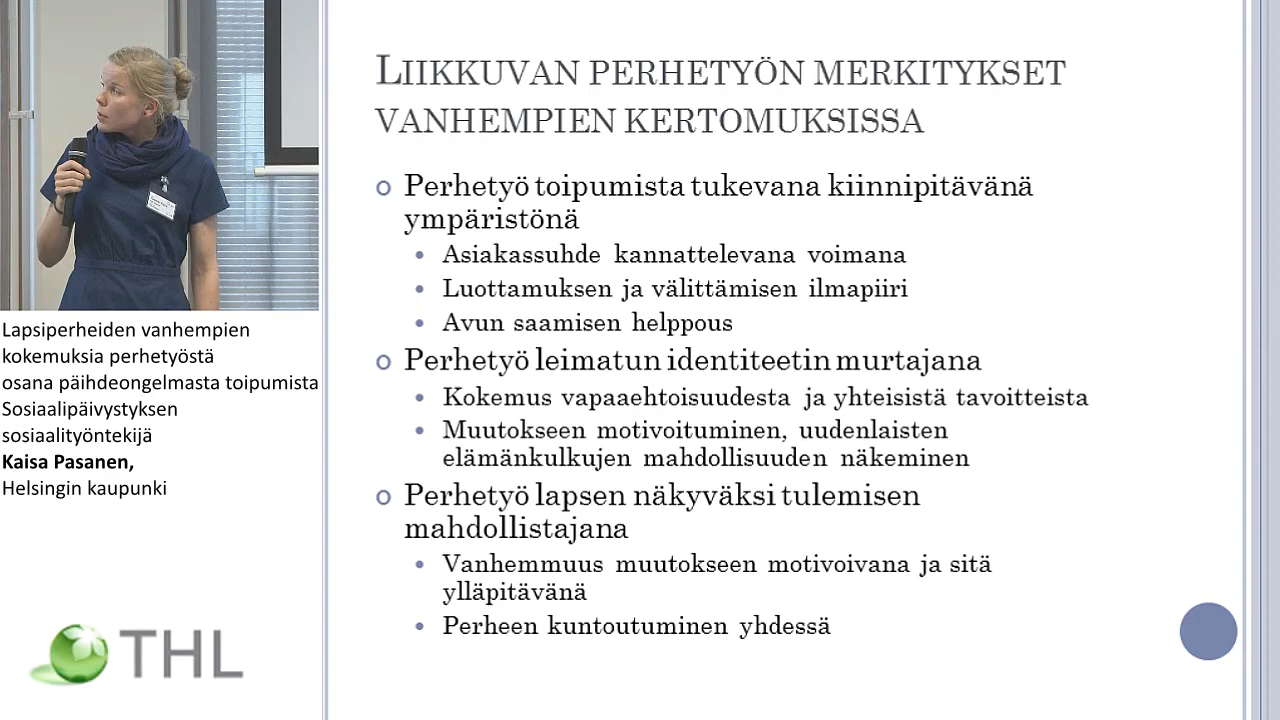 Lapsiperheiden vanhempien
kokemuksia perhetyöstä
osana päihdeongelmasta toipumista
Sosiaalipäivystyksen
sosiaalityöntekijä
Kaisa Pasanen,
Helsingin kaupunki
THL
LIIKKUVAN PERHETYÖN MERKITYKSET
VANHEMPIEN KERTOMUKSISSA
Perhetyö toipumista tukevana kiinnipitävänä
ympäristönä
Asiakassuhde kannattelevana voimana
Luottamuksen ja välittämisen ilmapiiri
Avun saamisen helppous
Perhetyö leimatun identiteetin murtajana
Kokemus vapaaehtoisuudesta ja yhteisistä tavoitteista
Muutokseen motivoituminen, uudenlaisten
elämänkulkujen mahdollisuuden näkeminen
Perhetyö lapsen näkyväksi tulemisen
mahdollistajana
Vanhemmuus muutokseen motivoivana ja sitä
ylläpitävänä
Perheen kuntoutuminen yhdessä